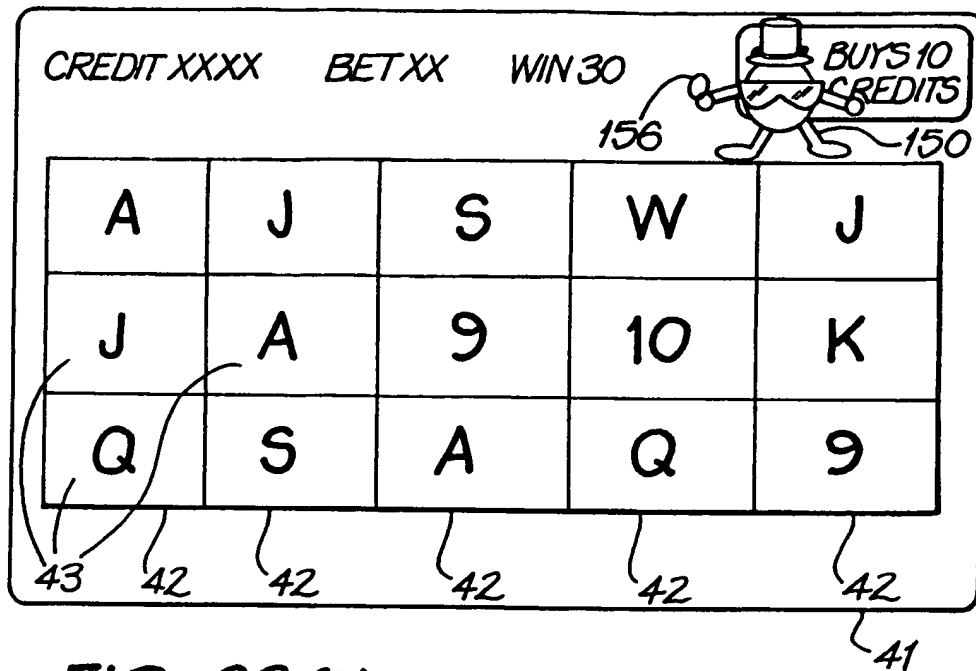 CREDIT XXXX BET XX WIN 30 BUYS 10
CREDITS
156 150
A J S W J
J A 9 10 K
Q S A Q 9
43 42 42 42 42 42
41